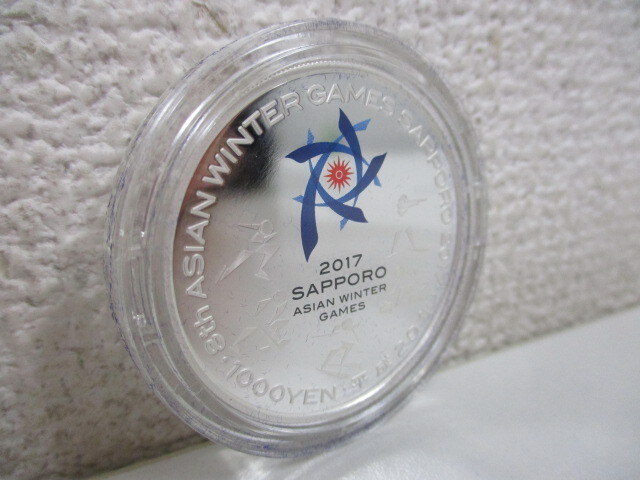 8th ASIAN WINTER GAMES SAPPORO
2017
SAPPORO
ASIAN WINTER
GAMES
1000YEN